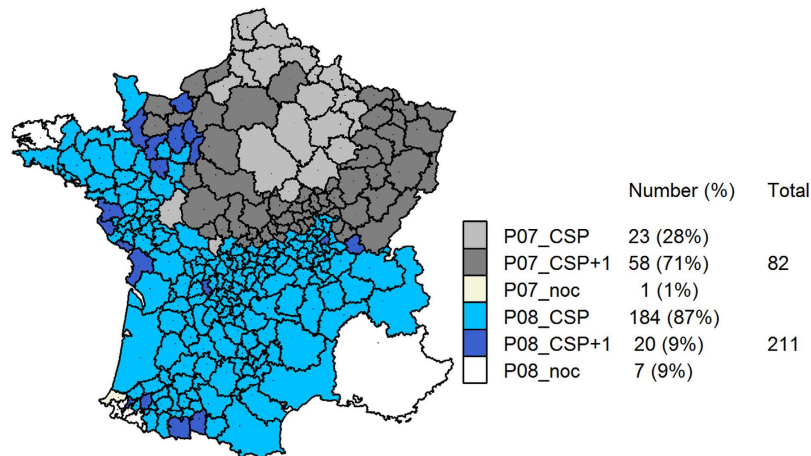 Number (%) Total
P07_CSP 23 (28%)
P07_CSP+1 58 (71%) 82
P07_noc 1 (1%)
P08_CSP 184 (87%)
P08_CSP+1 20 (9%) 211
P08_noc 7 (9%)